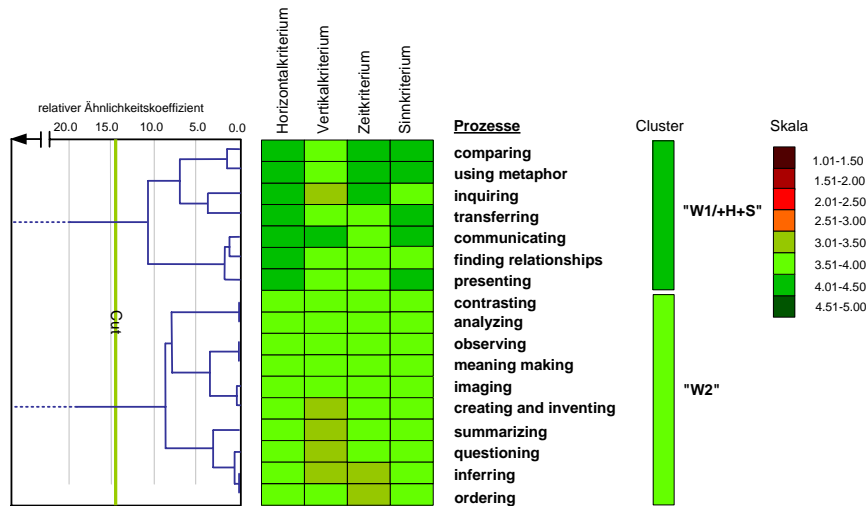 relativer Ähnlichkeitskoeffizient
20.0 15.0 10.0 5.0 0.0
Cut
Horizontalkriterium
Vertikalkriterium
Zeitkriterium
Sinnkriterium
Prozesse
comparing
using metaphor
inquiring
transferring
communicating
finding relationships
presenting
contrasting
analyzing
observing
meaning making
imaging
creating and inventing
summarizing
questioning
inferring
ordering
Cluster
"W1/+H+S"
"W2"
Skala
1.01-1.50
1.51-2.00
2.01-2.50
2.51-3.00
3.01-3.50
3.51-4.00
4.01-4.50
4.51-5.00